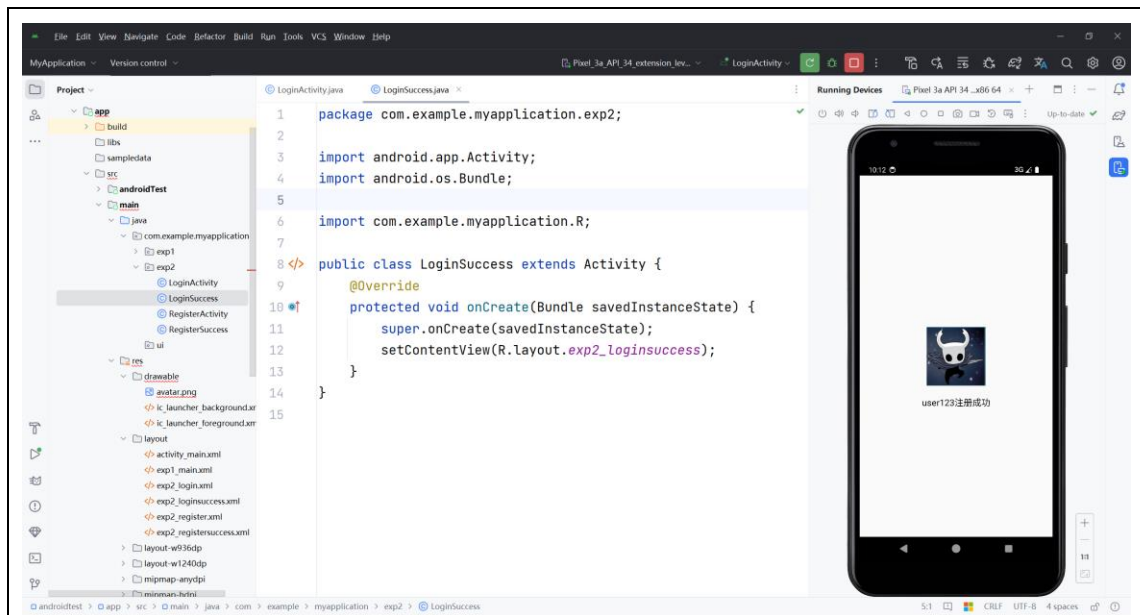 File Edit View Navigate Code Refactor Build Run Tools VCS Window Help
MyApplication Version control Pixel_3a_API_34_extension_lev... LoginActivity
Project
app
build
libs
sampledata
src
androidTest
main
java
com.example.myapplication
exp1
exp2
LoginActivity
LoginSuccess
RegisterActivity
RegisterSuccess
ui
res
drawable
avatar.png
ic_launcher_background.xr
ic_launcher_foreground.xm
layout
activity_main.xml
exp1_main.xml
exp2_login.xml
exp2_loginsuccess.xml
exp2_register.xml
exp2_registersuccess.xml
layout-w936dp
layout-w1240dp
mipmap-anydpi
mipmap-hdpi
LoginActivity.java LoginSuccess.java
1 package com.example.myapplication.exp2;
2
3 import android.app.Activity;
4 import android.os.Bundle;
5
6 import com.example.myapplication.R;
7
8 public class LoginSuccess extends Activity {
9 @Override
10 protected void onCreate(Bundle savedInstanceState) {
11 super.onCreate(savedInstanceState);
12 setContentView(R.layout.exp2_loginsuccess);
13 }
14 }
15
Running Devices Pixel 3a API 34 ...x86 64
Up-to-date
10:12 3G
user123注册成功
1:1
androidtest > app > src > main > java > com > example > myapplication > exp2 > LoginSuccess 5:1 CRLF UTF-8 4 spaces